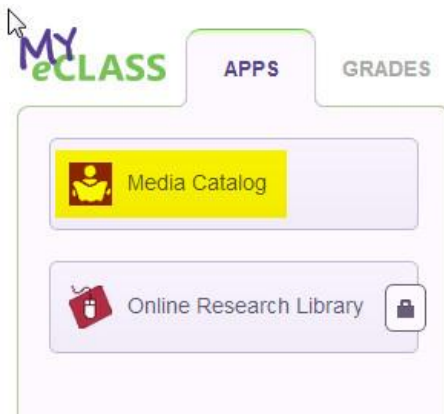 MY
eCLASS
APPS
GRADES
Media Catalog
Online Research Library